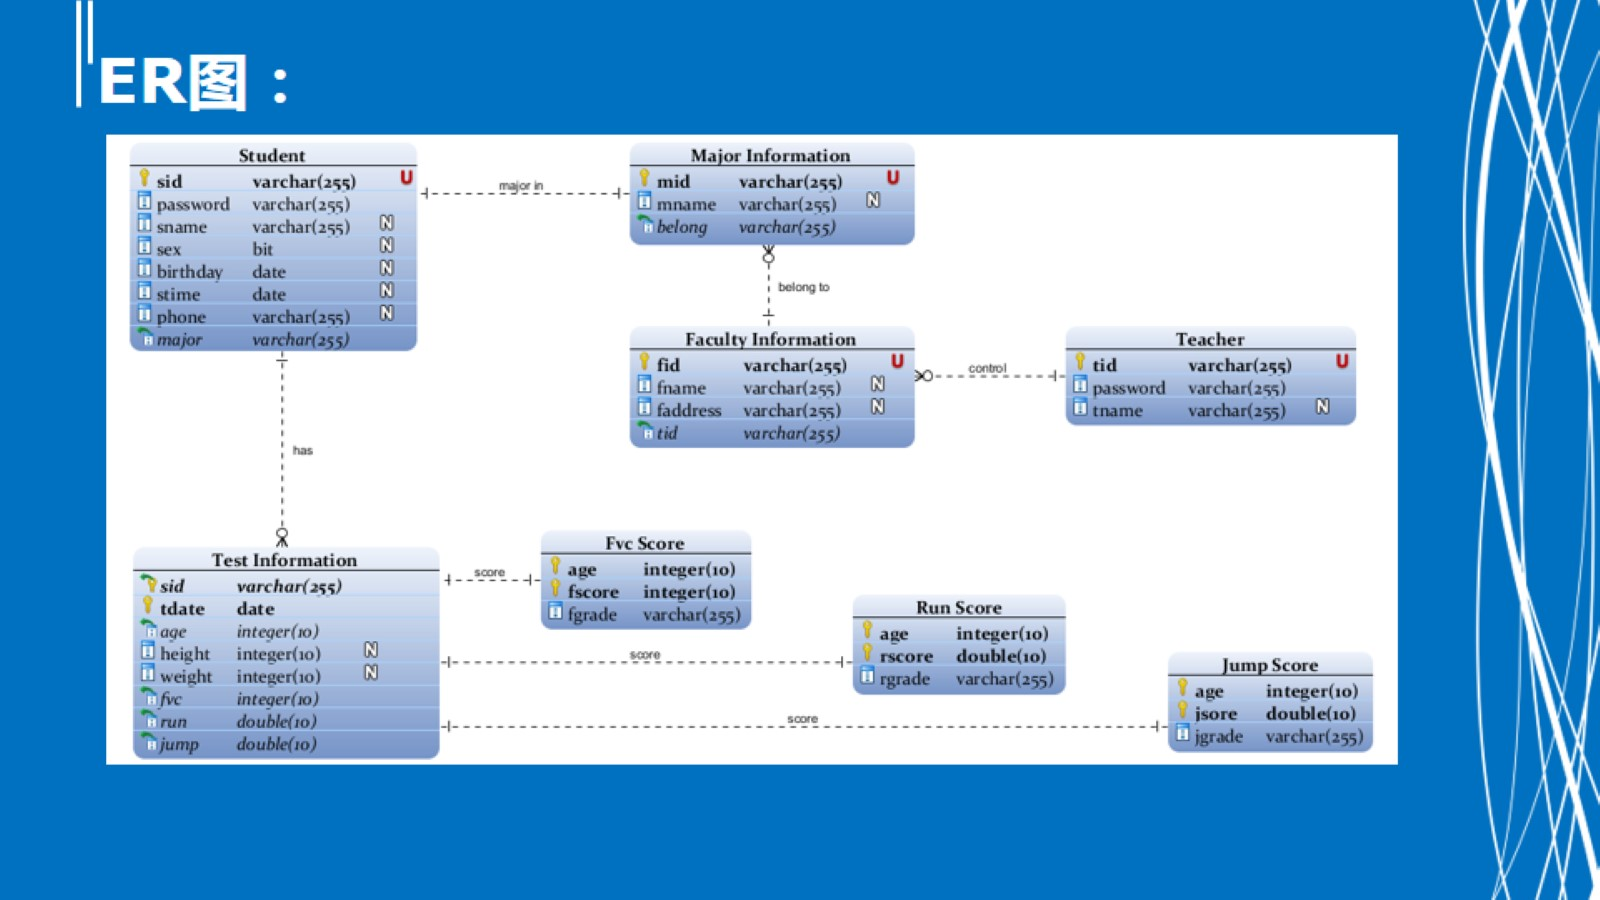 ER图：
Student
sid varchar(255) U
password varchar(255)
sname varchar(255) N
sex bit N
birthday date N
stime date N
phone varchar(255) N
major varchar(255)
major in
Major Information
mid varchar(255) U
mname varchar(255) N
belong varchar(255)
belong to
Faculty Information
fid varchar(255) U
fname varchar(255) N
faddress varchar(255) N
tid varchar(255)
control
Teacher
tid varchar(255) U
password varchar(255)
tname varchar(255) N
has
Test Information
sid varchar(255)
tdate date
age integer(10)
height integer(10) N
weight integer(10) N
fvc integer(10)
run double(10)
jump double(10)
score
Fvc Score
age integer(10)
fscore integer(10)
fgrade varchar(255)
score
Run Score
age integer(10)
rscore double(10)
rgrade varchar(255)
score
Jump Score
age integer(10)
jsore double(10)
jgrade varchar(255)